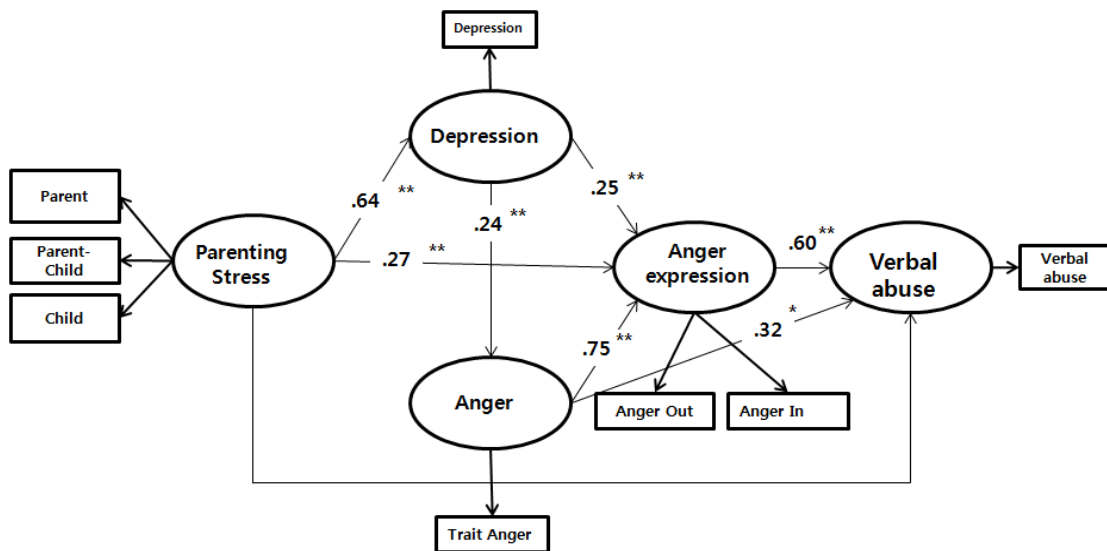 Depression
Depression
.64 **
.25 **
Parent
.24 **
Parent-
Child
Parenting
Stress
.27 **
Anger
expression
.60**
Verbal
abuse
Verbal
abuse
Child
.32 *
.75 **
Anger
Anger Out
Anger In
Trait Anger